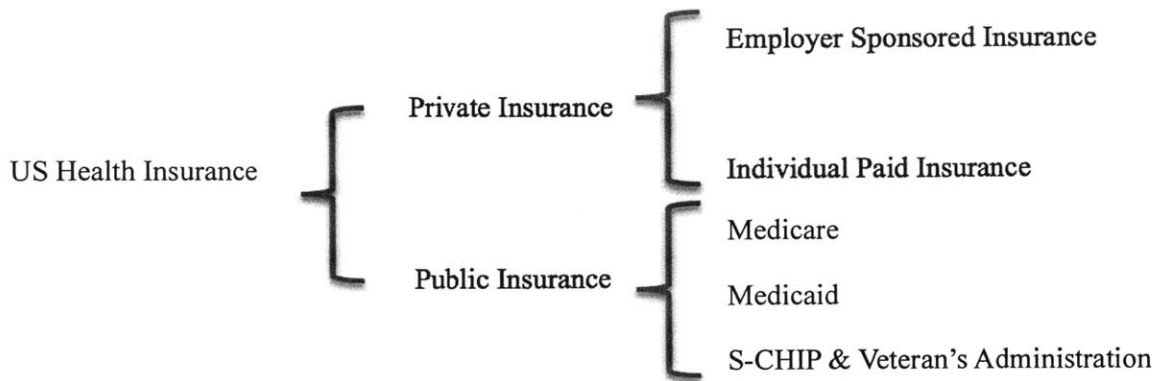 Employer Sponsored Insurance
Private Insurance
US Health Insurance
Individual Paid Insurance
Medicare
Public Insurance
Medicaid
S-CHIP & Veteran’s Administration